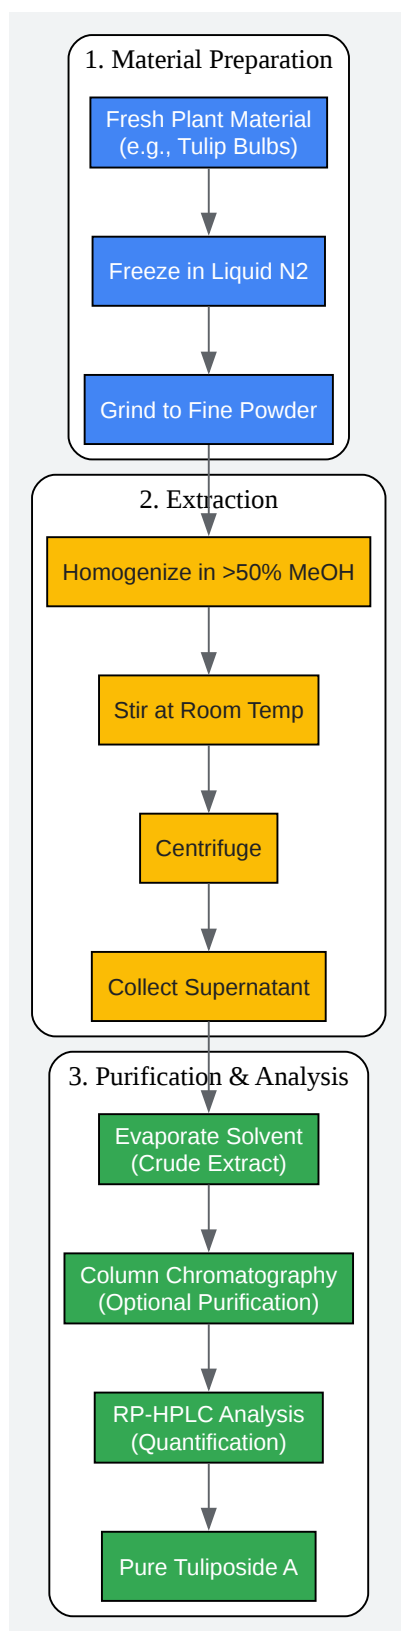 1. Material Preparation
Fresh Plant Material
(e.g., Tulip Bulbs)
Freeze in Liquid N2
Grind to Fine Powder
2. Extraction
Homogenize in >50% MeOH
Stir at Room Temp
Centrifuge
Collect Supernatant
3. Purification & Analysis
Evaporate Solvent
(Crude Extract)
Column Chromatography
(Optional Purification)
RP-HPLC Analysis
(Quantification)
Pure Tuliposide A